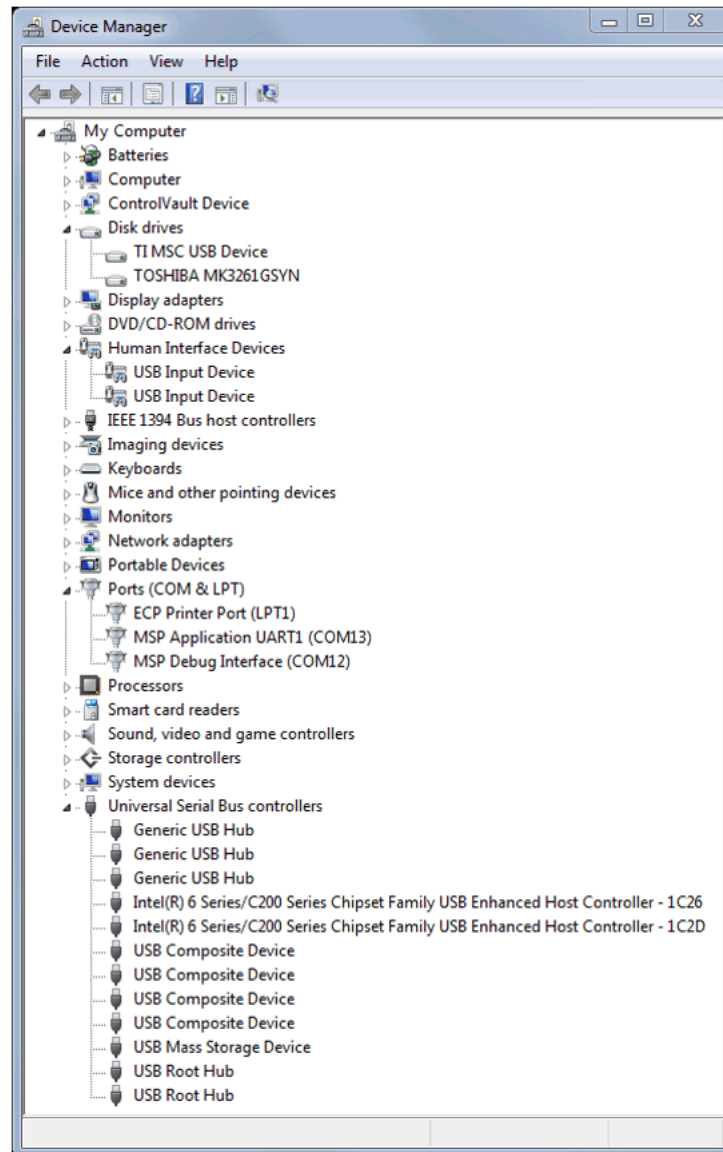 Device Manager
File Action View Help
My Computer
Batteries
Computer
ControlVault Device
Disk drives
TI MSC USB Device
TOSHIBA MK3261GSYN
Display adapters
DVD/CD-ROM drives
Human Interface Devices
USB Input Device
USB Input Device
IEEE 1394 Bus host controllers
Imaging devices
Keyboards
Mice and other pointing devices
Monitors
Network adapters
Portable Devices
Ports (COM & LPT)
ECP Printer Port (LPT1)
MSP Application UART1 (COM13)
MSP Debug Interface (COM12)
Processors
Smart card readers
Sound, video and game controllers
Storage controllers
System devices
Universal Serial Bus controllers
Generic USB Hub
Generic USB Hub
Generic USB Hub
Intel(R) 6 Series/C200 Series Chipset Family USB Enhanced Host Controller - 1C26
Intel(R) 6 Series/C200 Series Chipset Family USB Enhanced Host Controller - 1C2D
USB Composite Device
USB Composite Device
USB Composite Device
USB Composite Device
USB Mass Storage Device
USB Root Hub
USB Root Hub